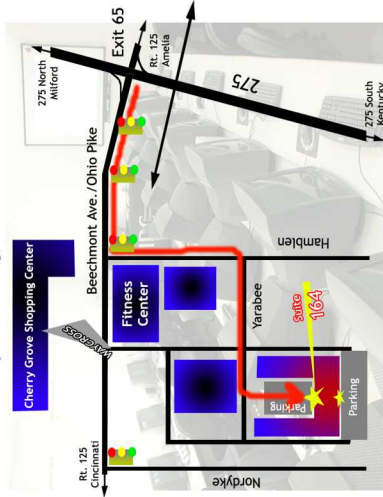 Cherry Grove Shopping Center
275 North
Milford
Exit 65
Rt. 125
Amelia
275
275 South
Kentucky
Beechmont Ave./Ohio Pike
WAYCROSS
Fitness
Center
Hamblen
Yarabee
Suite
164
Parking
Parking
Rt. 125
Cincinnati
Nordyke